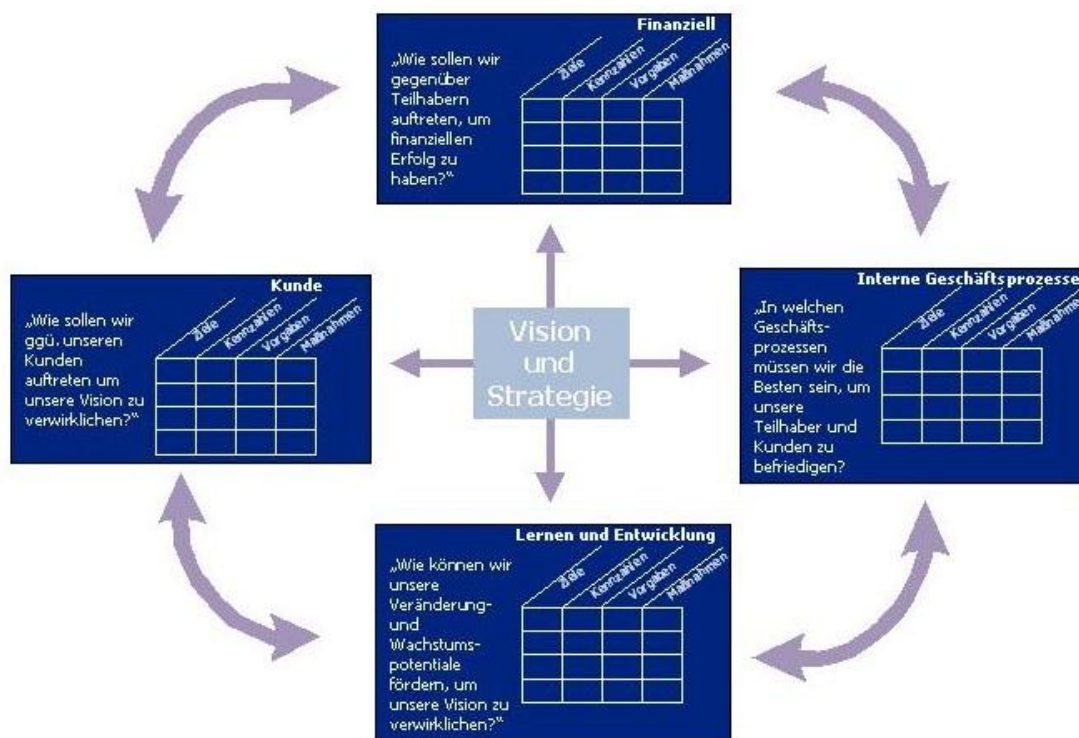 Finanziell
„Wie sollen wir
gegenüber
Teilhabern
auftreten, um
finanziellen
Erfolg zu
haben?“
Ziele
Kennzahlen
Vorgaben
Maßnahmen
Kunde
„Wie sollen wir
ggü. unseren
Kunden
auftreten um
unsere Vision zu
verwirklichen?“
Ziele
Kennzahlen
Vorgaben
Maßnahmen
Vision
und
Strategie
Interne Geschäftsprozesse
„In welchen
Geschäfts-
prozessen
müssen wir die
Besten sein, um
unsere
Teilhaber und
Kunden zu
befriedigen?
Ziele
Kennzahlen
Vorgaben
Maßnahmen
Lernen und Entwicklung
„Wie können wir
unsere
Veränderung-
und
Wachstums-
potentiale
fördern, um
unsere Vision zu
verwirklichen?“
Ziele
Kennzahlen
Vorgaben
Maßnahmen